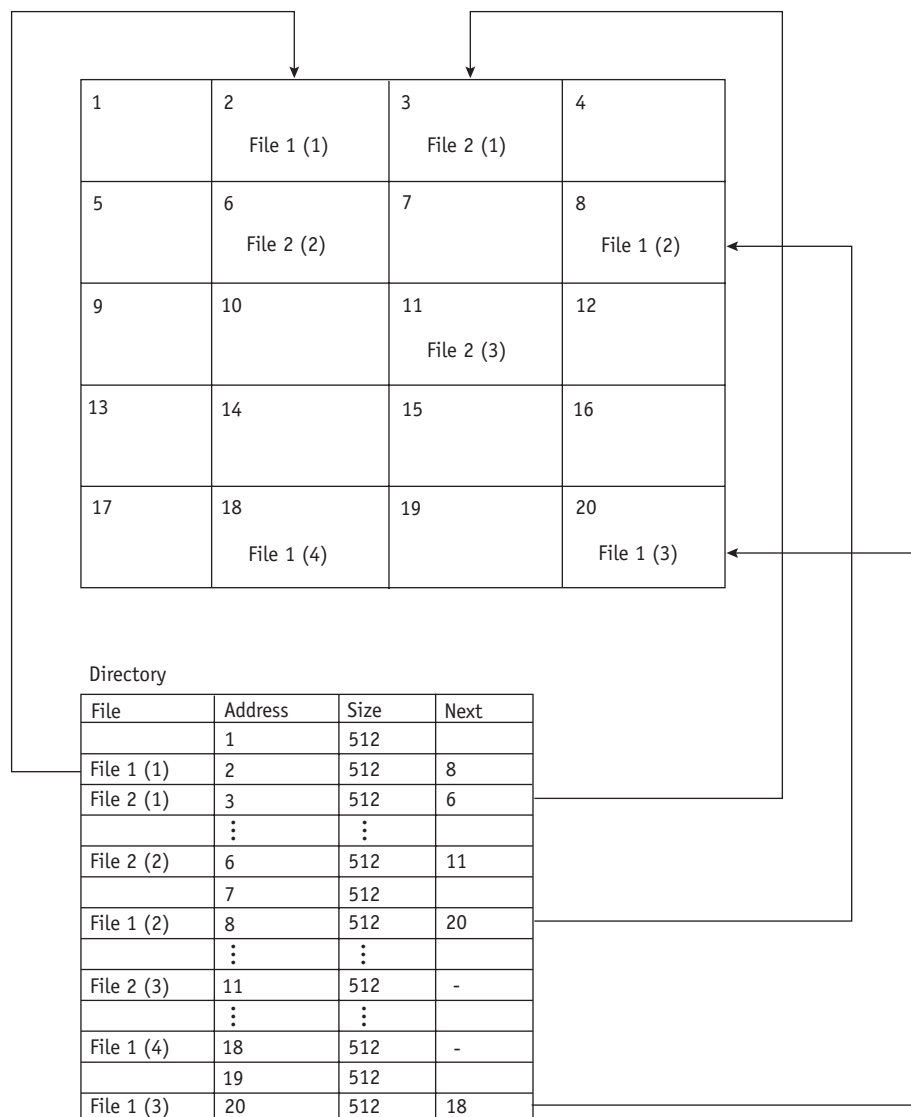 1 2 3 4
File 1 (1) File 2 (1)
5 6 7 8
File 2 (2) File 1 (2)
9 10 11 12
File 2 (3)
13 14 15 16
17 18 19 20
File 1 (4) File 1 (3)
Directory
File Address Size Next
1 512
File 1 (1) 2 512 8
File 2 (1) 3 512 6
⋮ ⋮
File 2 (2) 6 512 11
7 512
File 1 (2) 8 512 20
⋮ ⋮
File 2 (3) 11 512 -
⋮ ⋮
File 1 (4) 18 512 -
19 512
File 1 (3) 20 512 18